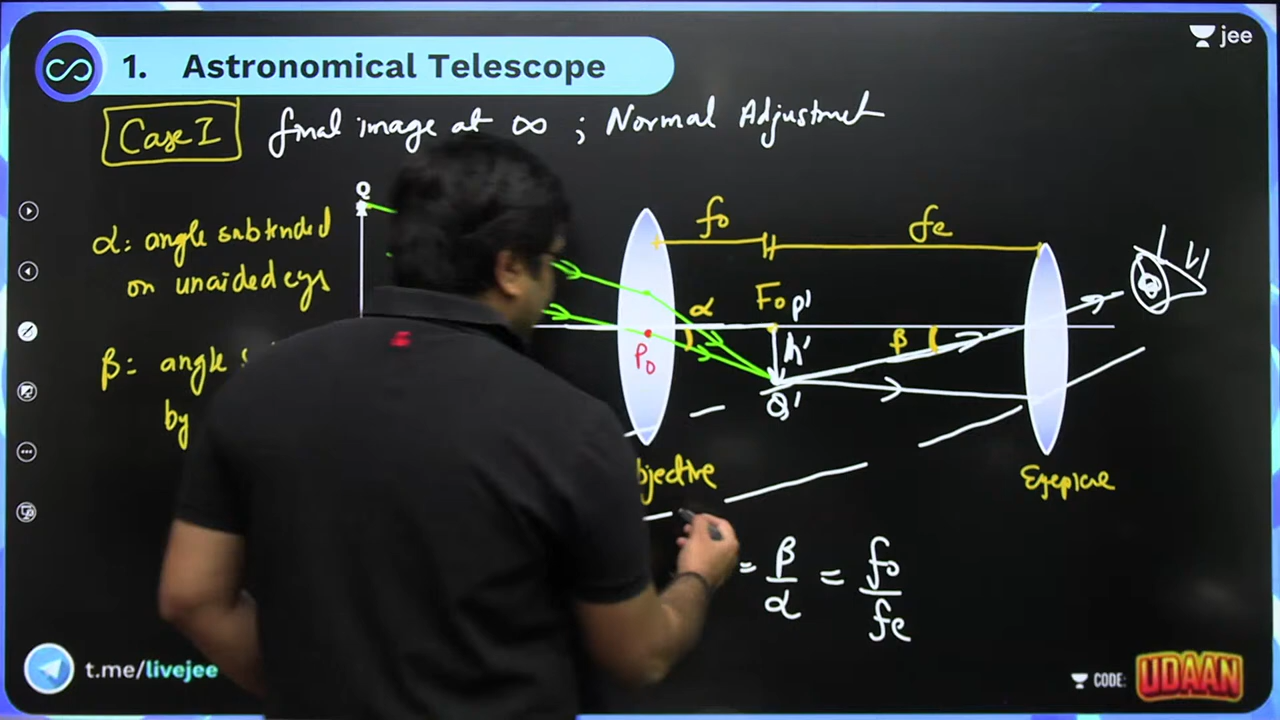 1. Astronomical Telescope
jee
Case I final image at ∞ ; Normal Adjustment
Q
α: angle subtended
on unaided eye
β: angle
by
fo
fe
α
Fo
P'
h'
β
Po
Q'
bjective
Eyepiece
= β/α = fo/fe
t.me/livejee
CODE: UDAAN